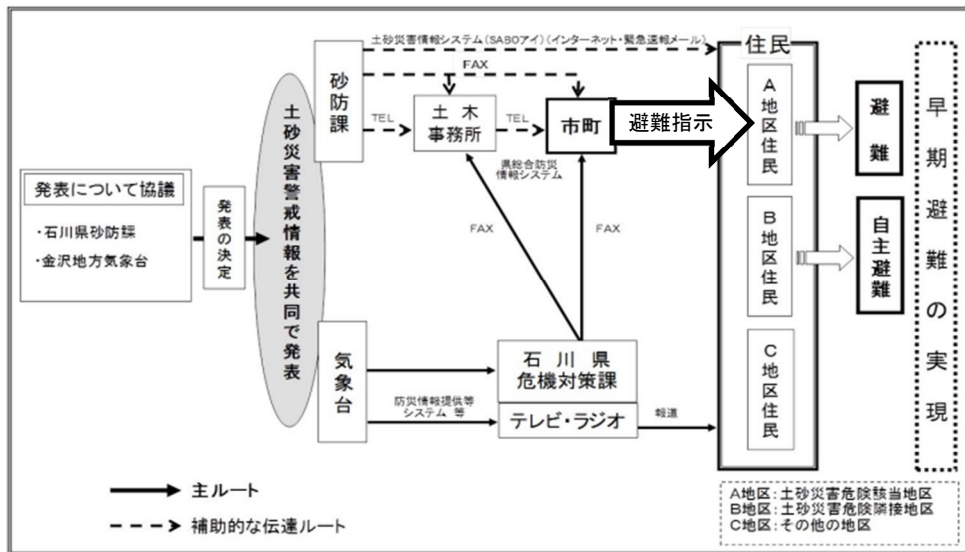 発表について協議
・石川県砂防課
・金沢地方気象台
発表の決定
土砂災害警戒情報を共同で発表
砂防課
土砂災害情報システム(SABOアイ)(インターネット・緊急速報メール)
FAX
TEL
土木
事務所
TEL
市町
避難指示
県総合防災
情報システム
FAX
FAX
気象台
石川県
危機対策課
防災情報提供等
システム 等
テレビ・ラジオ
報道
住民
A地区住民
B地区住民
C地区住民
避難
自主避難
早期避難の実現
主ルート
補助的な伝達ルート
A地区:土砂災害危険該当地区
B地区:土砂災害危険隣接地区
C地区:その他の地区